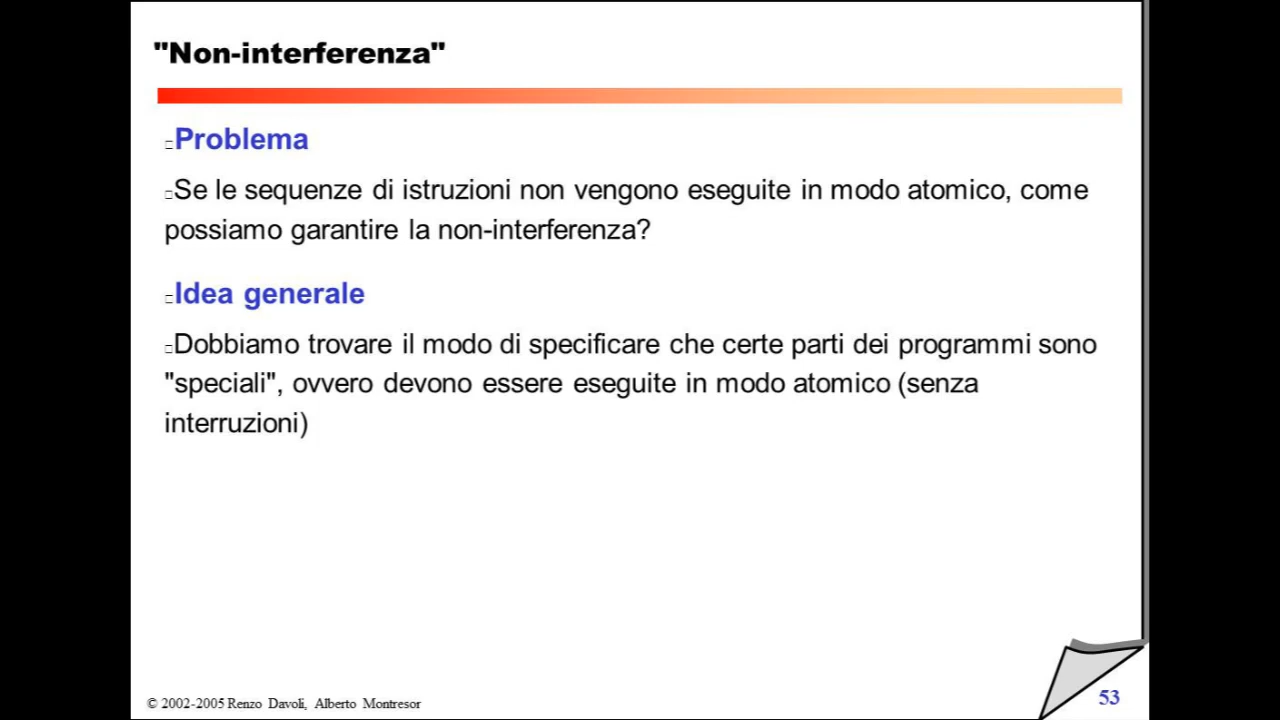 "Non-interferenza"
Problema
Se le sequenze di istruzioni non vengono eseguite in modo atomico, come
possiamo garantire la non-interferenza?
Idea generale
Dobbiamo trovare il modo di specificare che certe parti dei programmi sono
"speciali", ovvero devono essere eseguite in modo atomico (senza
interruzioni)
© 2002-2005 Renzo Davoli, Alberto Montresor
53